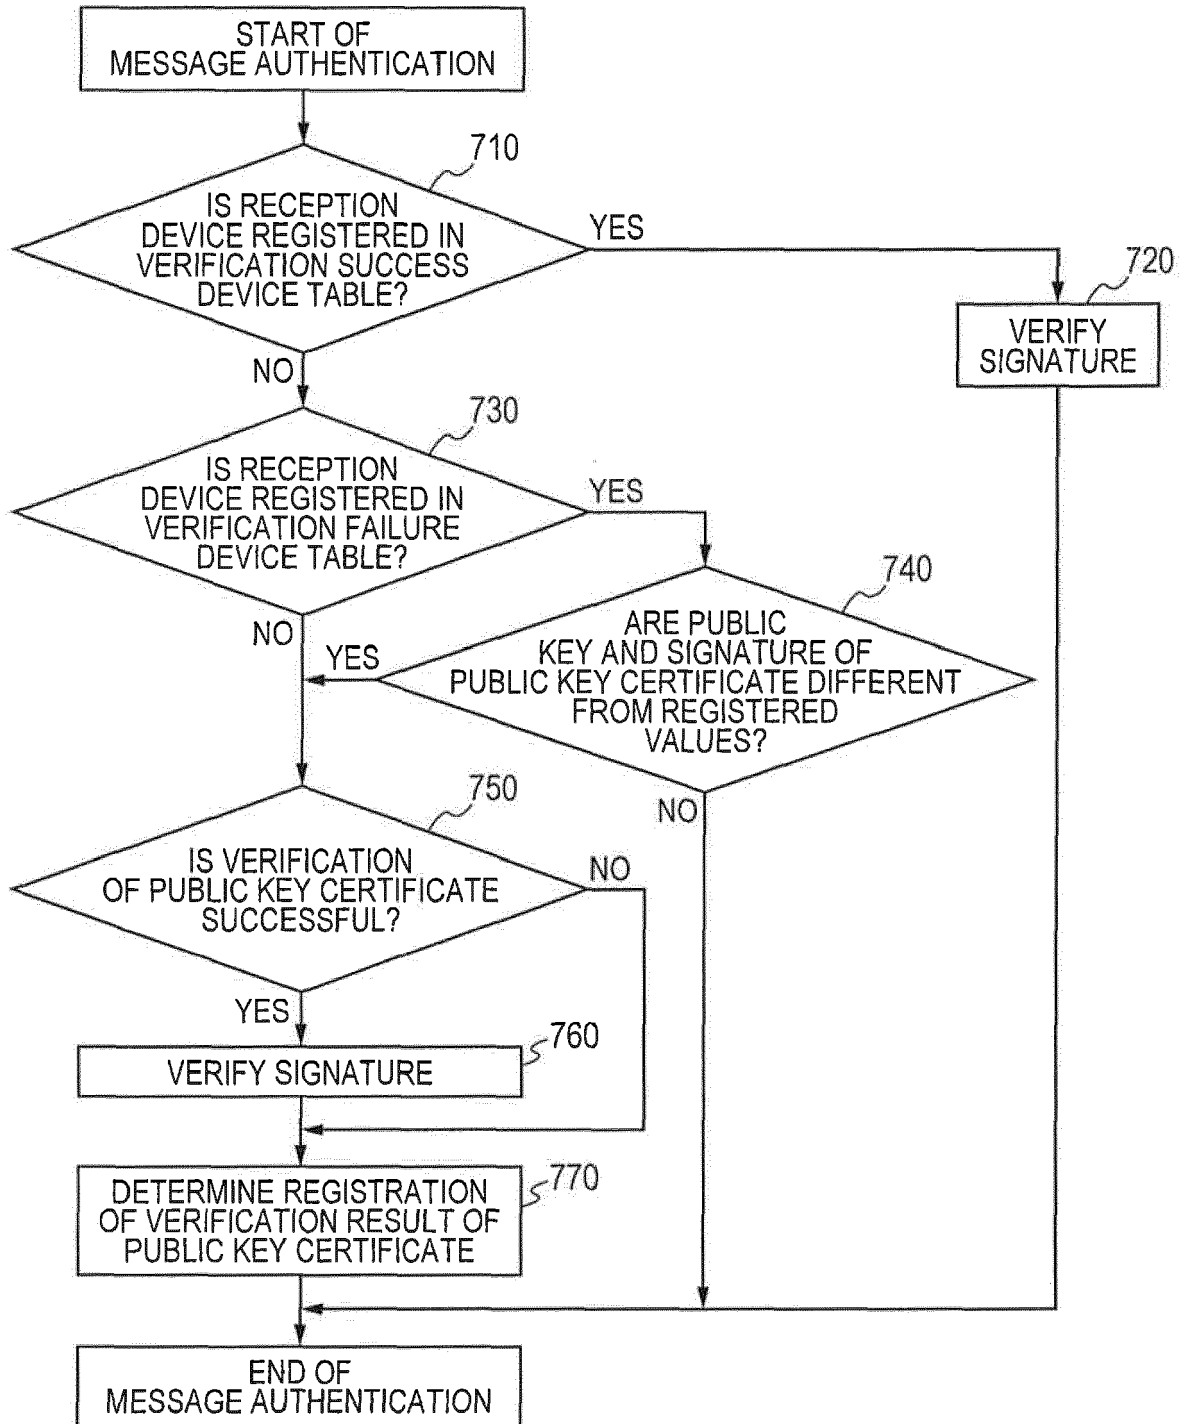 START OF
MESSAGE AUTHENTICATION
710
IS RECEPTION
DEVICE REGISTERED IN
VERIFICATION SUCCESS
DEVICE TABLE?
YES
720
VERIFY
SIGNATURE
NO
730
IS RECEPTION
DEVICE REGISTERED IN
VERIFICATION FAILURE
DEVICE TABLE?
YES
740
ARE PUBLIC
KEY AND SIGNATURE OF
PUBLIC KEY CERTIFICATE DIFFERENT
FROM REGISTERED
VALUES?
NO
YES
NO
750
IS VERIFICATION
OF PUBLIC KEY CERTIFICATE
SUCCESSFUL?
NO
YES
760
VERIFY SIGNATURE
770
DETERMINE REGISTRATION
OF VERIFICATION RESULT OF
PUBLIC KEY CERTIFICATE
END OF
MESSAGE AUTHENTICATION